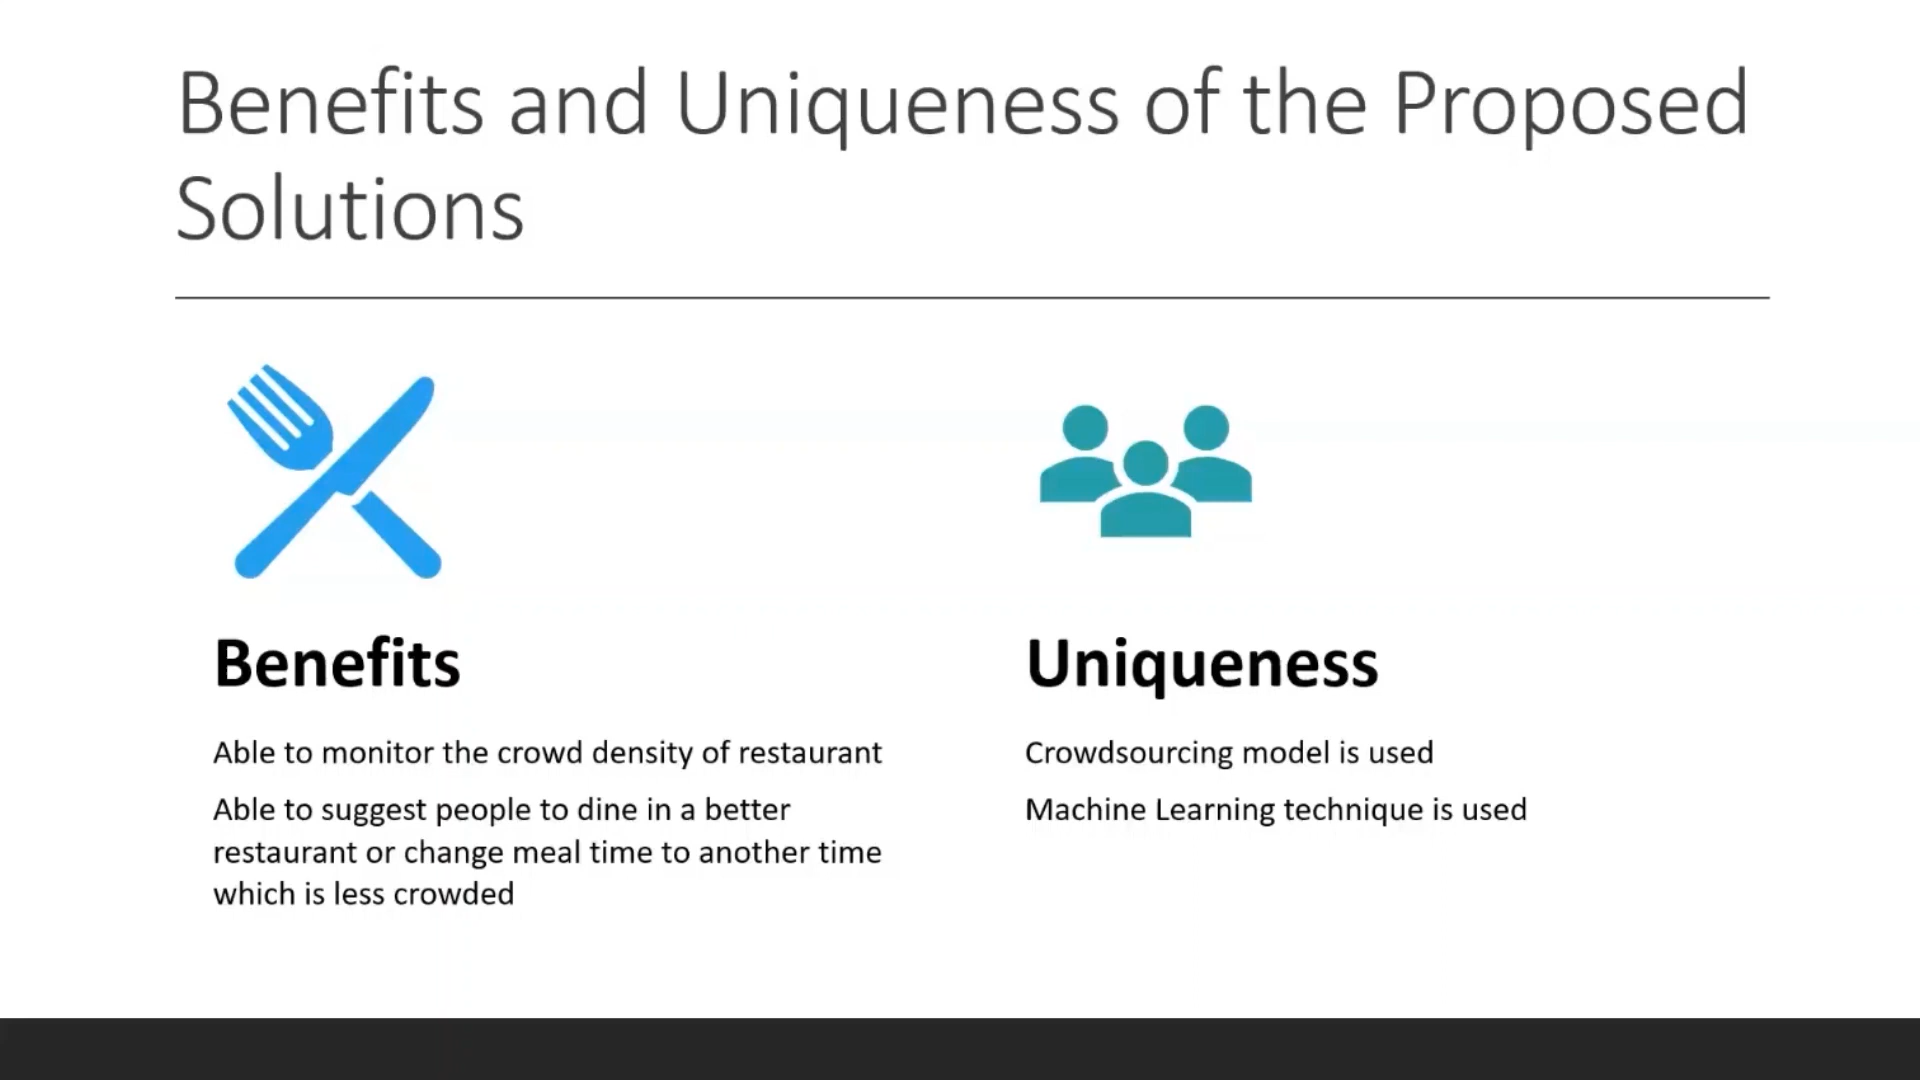 Benefits and Uniqueness of the Proposed
Solutions
Benefits
Able to monitor the crowd density of restaurant
Able to suggest people to dine in a better
restaurant or change meal time to another time
which is less crowded
Uniqueness
Crowdsourcing model is used
Machine Learning technique is used